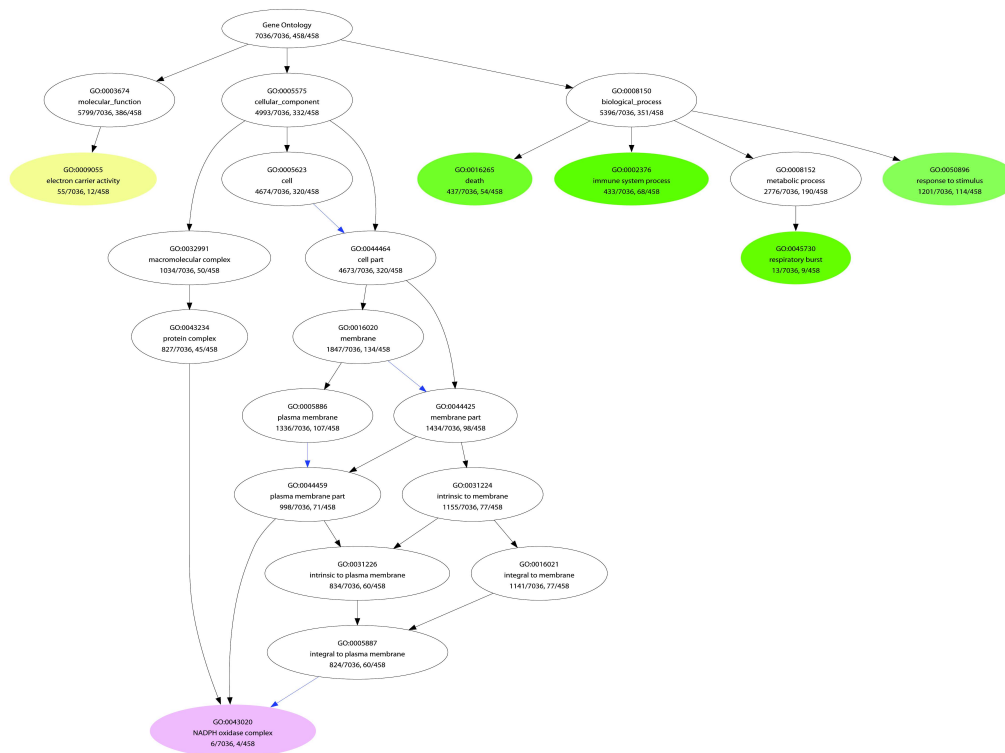 Gene Ontology
7036/7036, 458/458
GO:0003674
molecular_function
5799/7036, 386/458
GO:0005575
cellular_component
4993/7036, 332/458
GO:0008150
biological_process
5396/7036, 351/458
GO:0009055
electron carrier activity
55/7036, 12/458
GO:0005623
cell
4674/7036, 320/458
GO:0016265
death
437/7036, 54/458
GO:0002376
immune system process
433/7036, 68/458
GO:0008152
metabolic process
2776/7036, 190/458
GO:0050896
response to stimulus
1201/7036, 114/458
GO:0032991
macromolecular complex
1034/7036, 50/458
GO:0044464
cell part
4673/7036, 320/458
GO:0045730
respiratory burst
13/7036, 9/458
GO:0043234
protein complex
827/7036, 45/458
GO:0016020
membrane
1847/7036, 134/458
GO:0005886
plasma membrane
1336/7036, 107/458
GO:0044425
membrane part
1434/7036, 98/458
GO:0044459
plasma membrane part
998/7036, 71/458
GO:0031224
intrinsic to membrane
1155/7036, 77/458
GO:0031226
intrinsic to plasma membrane
834/7036, 60/458
GO:0016021
integral to membrane
1141/7036, 77/458
GO:0005887
integral to plasma membrane
824/7036, 60/458
GO:0043020
NADPH oxidase complex
6/7036, 4/458